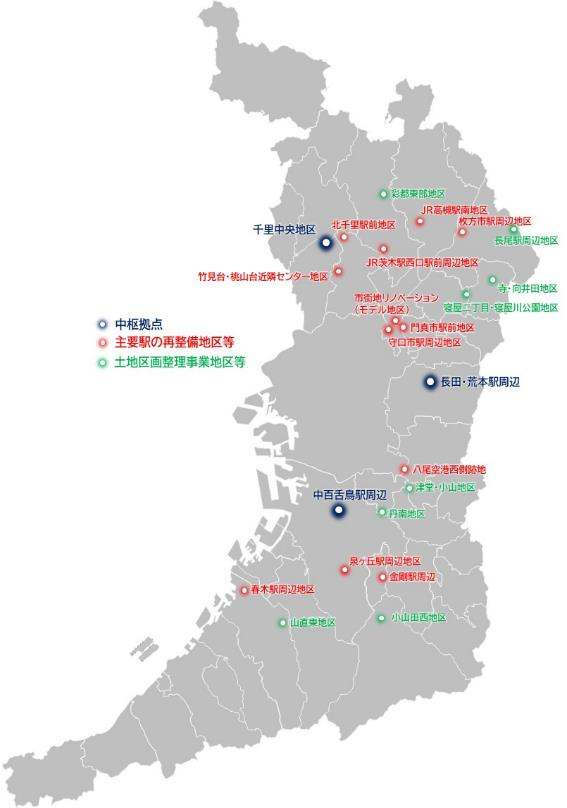 彩都東部地区
JR高槻駅南地区
枚方市駅周辺地区
北千里駅前地区
千里中央地区
長尾駅周辺地区
JR茨木駅西口駅前周辺地区
竹見台・桃山台近隣センター地区
寺・向井田地区
市街地リノベーション
(モデル地区)
寝屋二丁目・寝屋川公園地区
中枢拠点
門真市駅前地区
主要駅の再整備地区等
守口市駅周辺地区
土地区画整理事業地区等
長田・荒本駅周辺
八尾空港西側跡地
津堂・小山地区
中百舌鳥駅周辺
丹南地区
泉ヶ丘駅周辺地区
金剛駅周辺
春木駅周辺地区
小山田西地区
山直東地区